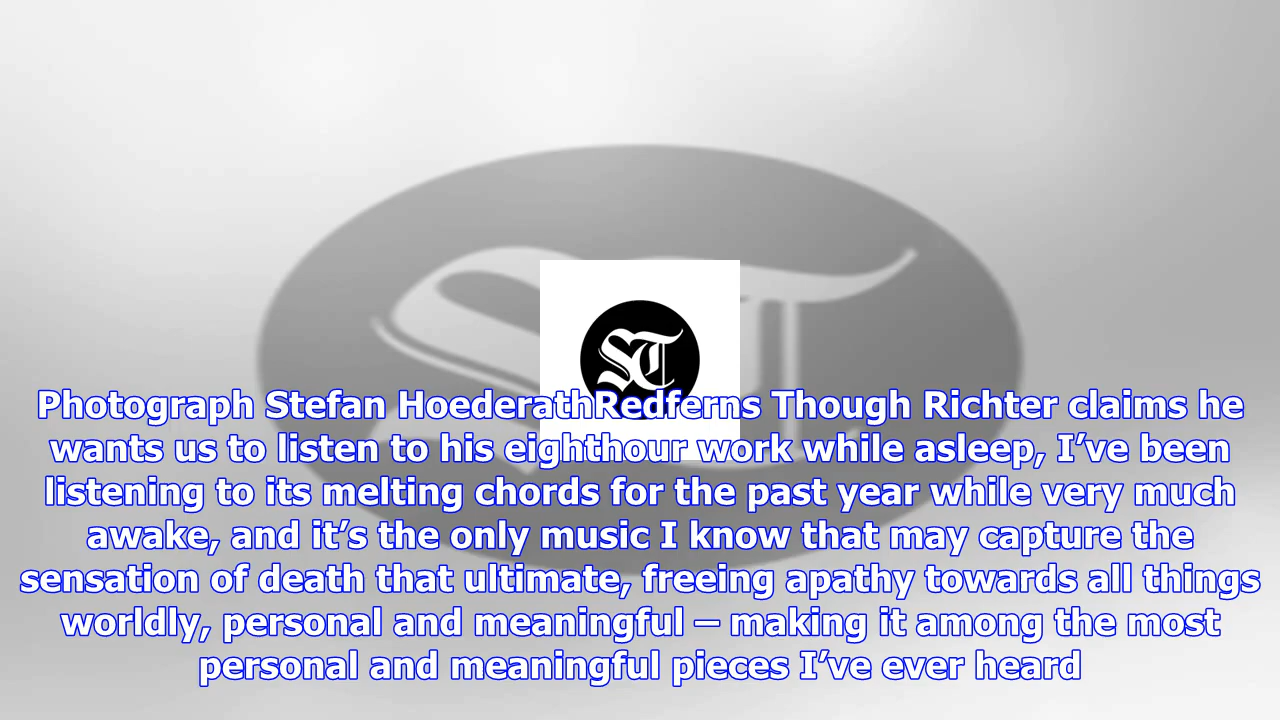 ST
Photograph Stefan HoederathRedferns Though Richter claims he
wants us to listen to his eighthour work while asleep, I’ve been
listening to its melting chords for the past year while very much
awake, and it’s the only music I know that may capture the
sensation of death that ultimate, freeing apathy towards all things
worldly, personal and meaningful – making it among the most
personal and meaningful pieces I’ve ever heard